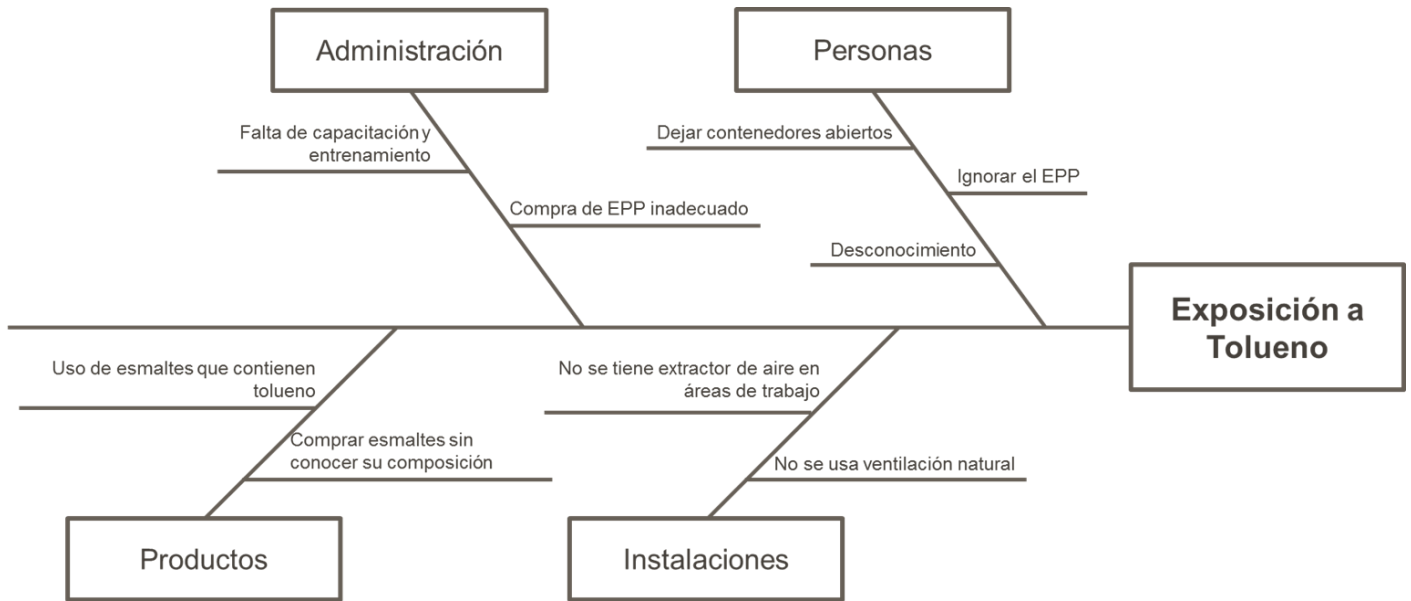 Administración
Personas
Falta de capacitación y
entrenamiento
Dejar contenedores abiertos
Ignorar el EPP
Compra de EPP inadecuado
Desconocimiento
Exposición a
Tolueno
Uso de esmaltes que contienen
tolueno
No se tiene extractor de aire en
áreas de trabajo
Comprar esmaltes sin
conocer su composición
No se usa ventilación natural
Productos
Instalaciones